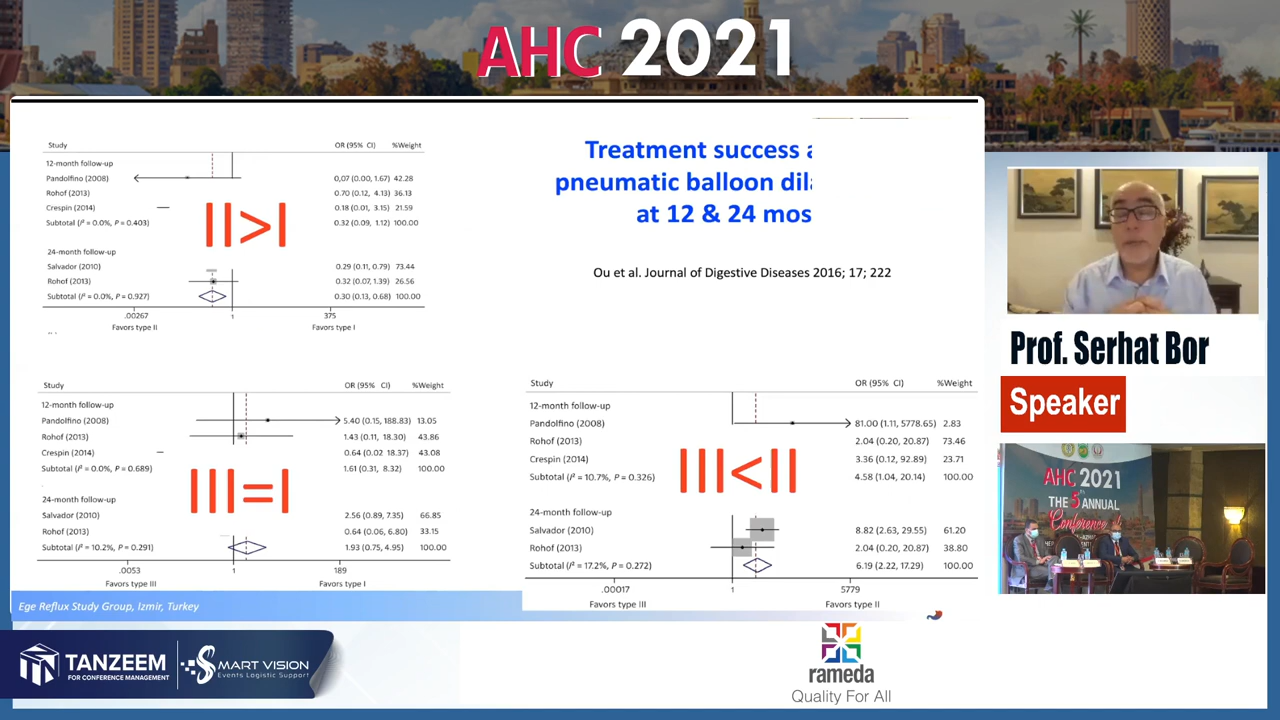 AHC 2021
Study OR (95% CI) %Weight
12-month follow-up
Pandolfino (2008) 0,07 (0.00, 1.67) 42.28
Rohof (2013) 0.70 (0.12, 4.13) 36.13
Crespin (2014) 0.18 (0.01, 3.15) 21.59
Subtotal (I² = 0.0%, P = 0.403) 0.32 (0.09, 1.12) 100.00
II>I
24-month follow-up
Salvador (2010) 0.29 (0.11, 0.79) 73.44
Rohof (2013) 0.32 (0.07, 1.39) 26.56
Subtotal (I² = 0.0%, P = 0.927) 0.30 (0.13, 0.68) 100.00
.00267 1 375
Favors type II Favors type I
Treatment success
pneumatic balloon
at 12 & 24 mos
Ou et al. Journal of Digestive Diseases 2016; 17; 222
Study OR (95% CI) %Weight
12-month follow-up
Pandolfino (2008) 5.40 (0.15, 188.83) 13.05
Rohof (2013) 1.43 (0.11, 18.30) 43.86
Crespin (2014) 0.64 (0.02 18.37) 43.08
Subtotal (I² = 0.0%, P = 0.689) 1.61 (0.31, 8.32) 100.00
III=I
24-month follow-up
Salvador (2010) 2.56 (0.89, 7.35) 66.85
Rohof (2013) 0.64 (0.06, 6.80) 33.15
Subtotal (I² = 10.2%, P = 0.291) 1.93 (0.75, 4.95) 100.00
.0053 1 189
Favors type III Favors type I
Study OR (95% CI) %Weight
12-month follow-up
Pandolfino (2008) 81.00 (1.11, 5778.65) 2.83
Rohof (2013) 2.04 (0.20, 20.87) 73.46
Crespin (2014) 3.36 (0.12, 92.89) 23.71
Subtotal (I² = 10.7%, P = 0.326) 4.58 (1.04, 20.14) 100.00
III<II
24-month follow-up
Salvador (2010) 8.82 (2.63, 29.55) 61.20
Rohof (2013) 2.04 (0.20, 20.87) 38.80
Subtotal (I² = 17.2%, P = 0.272) 6.19 (2.22, 17.29) 100.00
.00017 1 5779
Favors type III Favors type II
Ege Reflux Study Group, Izmir, Turkey
Prof. Serhat Bor
Speaker
AHC 2021
THE 5 ANNUAL
Conference
TANZEEM
FOR CONFERENCE MANAGEMENT
SMART VISION
Events Logistic Support
rameda
Quality For All